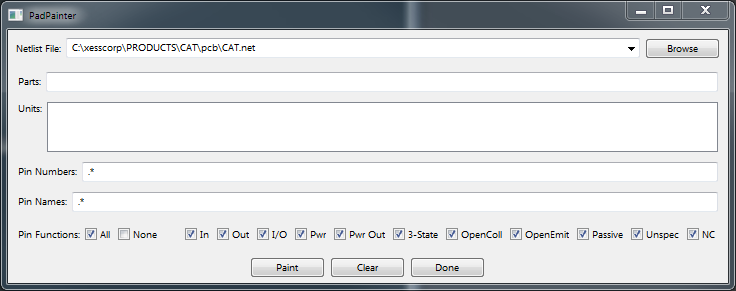 PadPainter
Netlist File: C:\xesscorp\PRODUCTS\CAT\pcb\CAT.net Browse
Parts:
Units:
Pin Numbers: .*
Pin Names: .*
Pin Functions: All None In Out I/O Pwr Pwr Out 3-State OpenColl OpenEmit Passive Unspec NC
Paint Clear Done